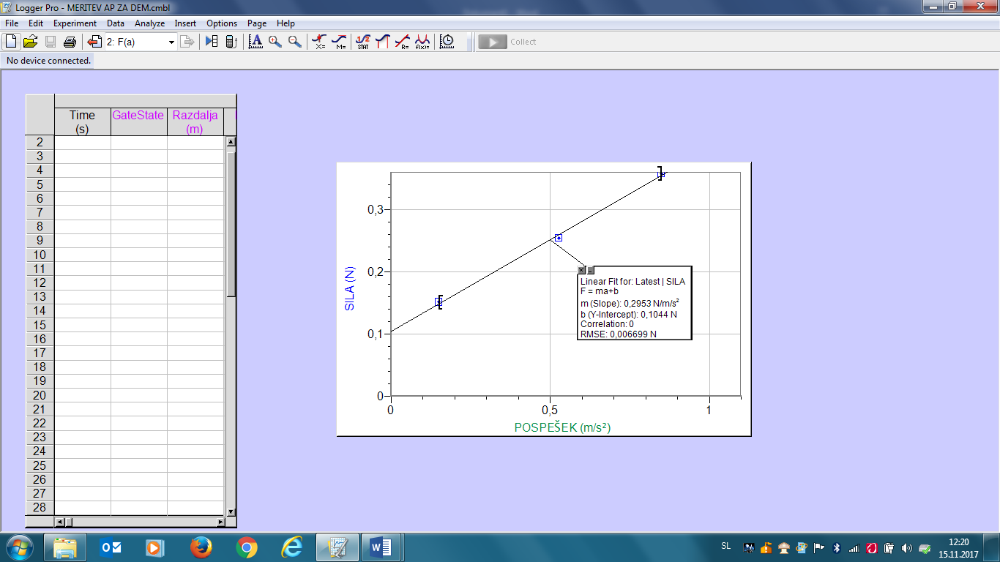 Logger Pro - MERITEV AP ZA DEM.cmbl
File Edit Experiment Data Analyze Insert Options Page Help
2: F(a)
X=
M=
STAT
R=
f(x)=
Collect
No device connected.
Time GateState Razdalja
(s) (m)
2
3
4
5
6
7
8
9
10
11
12
13
14
15
16
17
18
19
20
21
22
23
24
25
26
27
28
SILA (N)
0,3
0,2
0,1
0
0 0,5 1
POSPEŠEK (m/s²)
Linear Fit for: Latest | SILA
F = ma+b
m (Slope): 0,2953 N/m/s²
b (Y-Intercept): 0,1044 N
Correlation: 0
RMSE: 0,006699 N
SL
12:20
15.11.2017